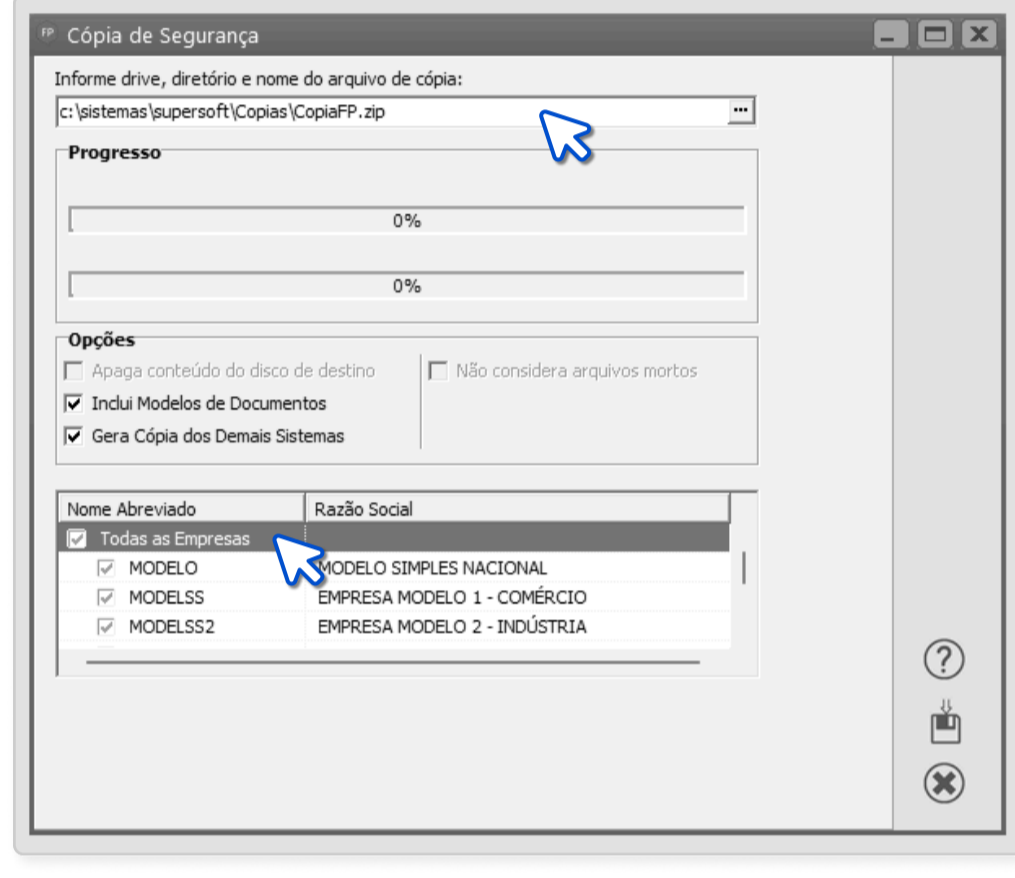 FP Cópia de Segurança
Informe drive, diretório e nome do arquivo de cópia:
c:\sistemas\supersoft\Copias\CopiaFP.zip ...
Progresso
0%
0%
Opções
Apaga conteúdo do disco de destino Não considera arquivos mortos
Inclui Modelos de Documentos
Gera Cópia dos Demais Sistemas
Nome Abreviado Razão Social
Todas as Empresas
MODELO MODELO SIMPLES NACIONAL
MODELSS EMPRESA MODELO 1 - COMÉRCIO
MODELSS2 EMPRESA MODELO 2 - INDÚSTRIA
?